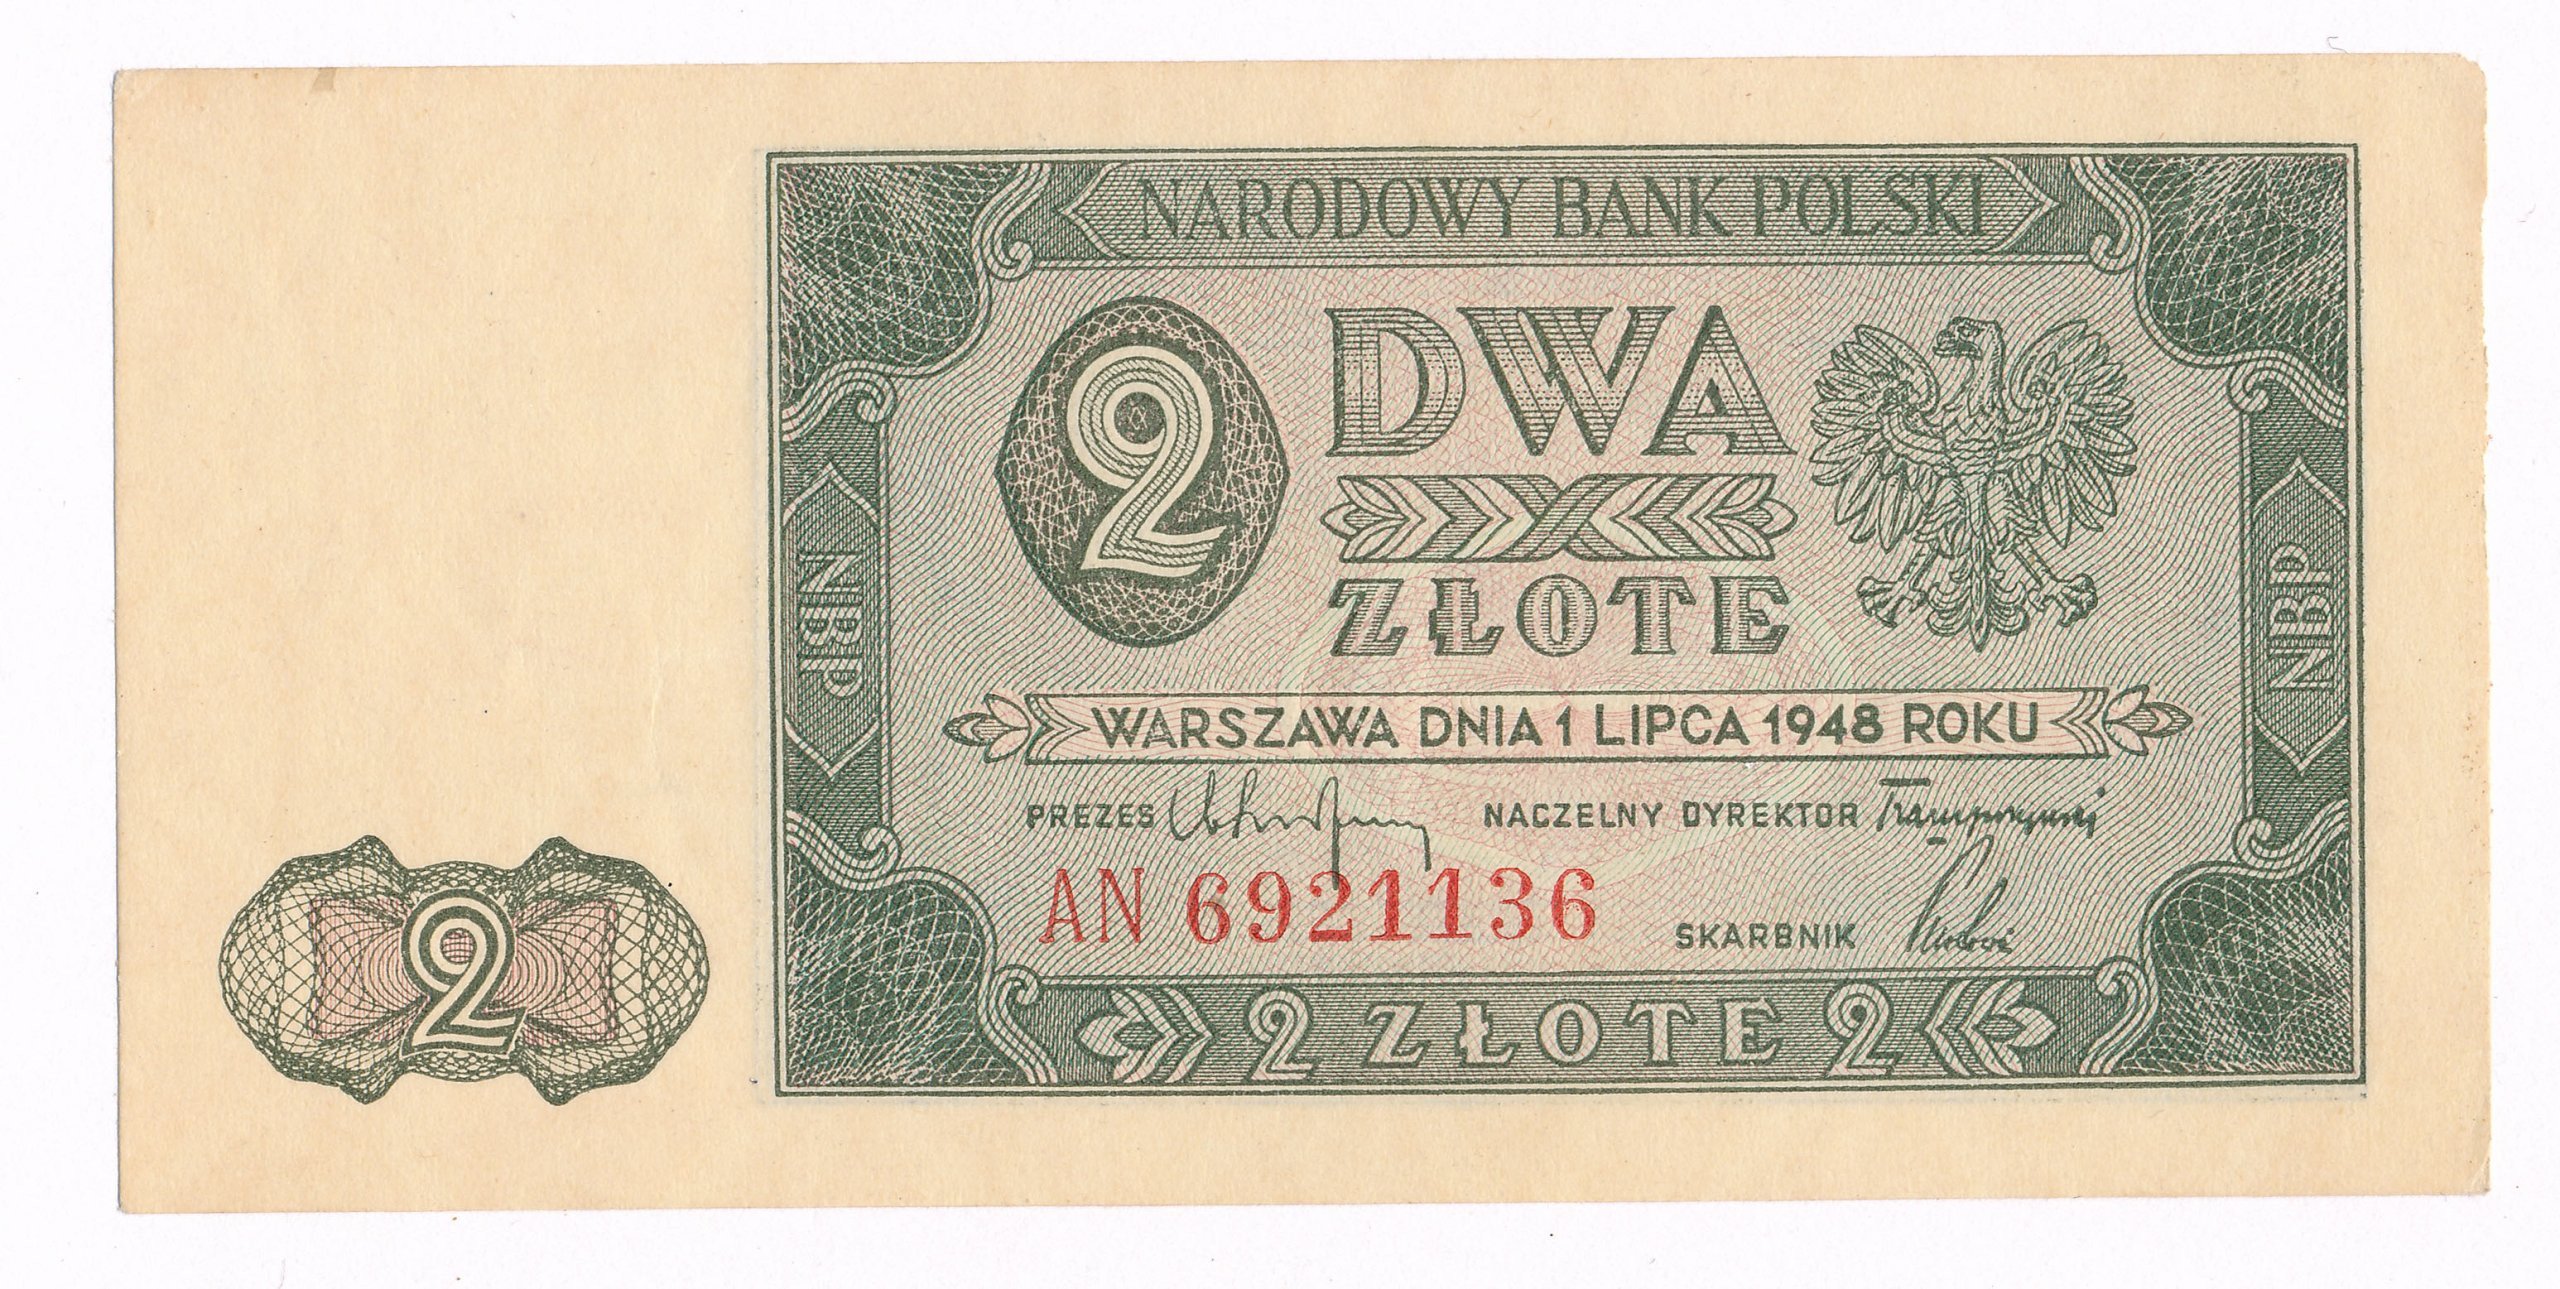 NARODOWY BANK POLSKI
2 DWA
ZŁOTE
NBP
NBP
WARSZAWA DNIA 1 LIPCA 1948 ROKU
PREZES NACZELNY DYREKTOR
AN 6921136
SKARBNIK
2
2 ZŁOTE 2